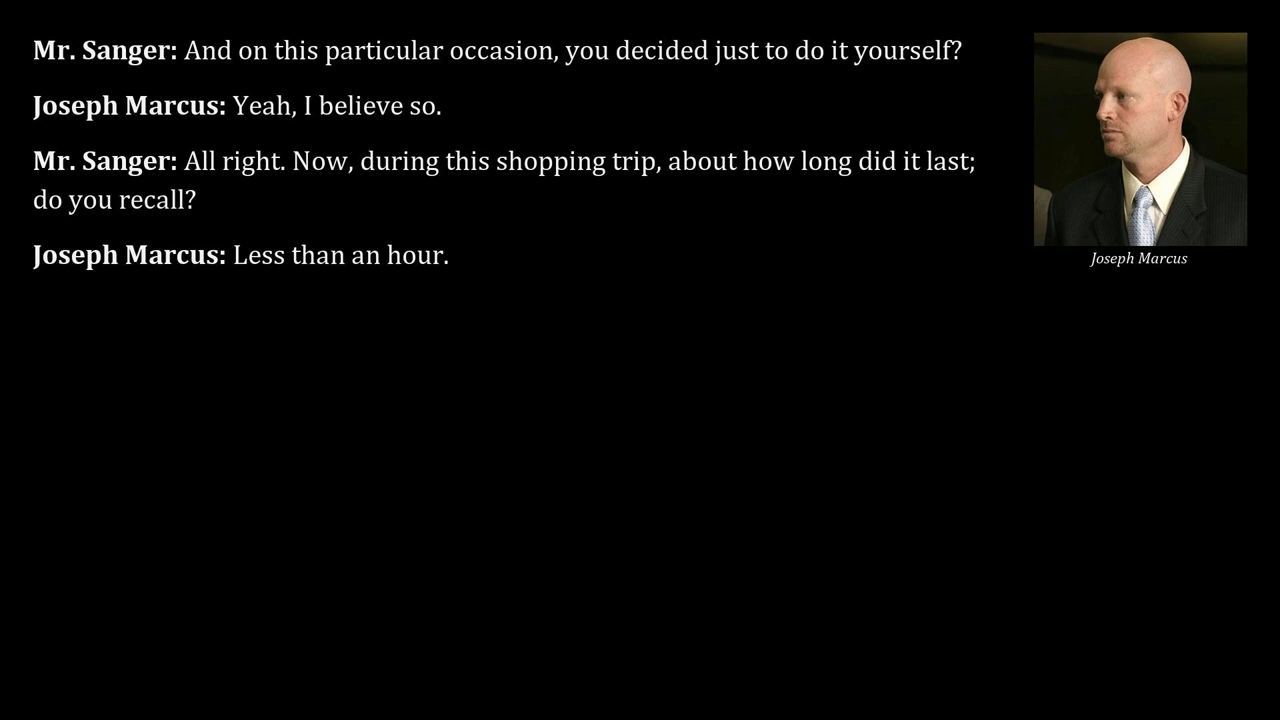 Mr. Sanger: And on this particular occasion, you decided just to do it yourself?
Joseph Marcus: Yeah, I believe so.
Mr. Sanger: All right. Now, during this shopping trip, about how long did it last;
do you recall?
Joseph Marcus: Less than an hour.
Joseph Marcus